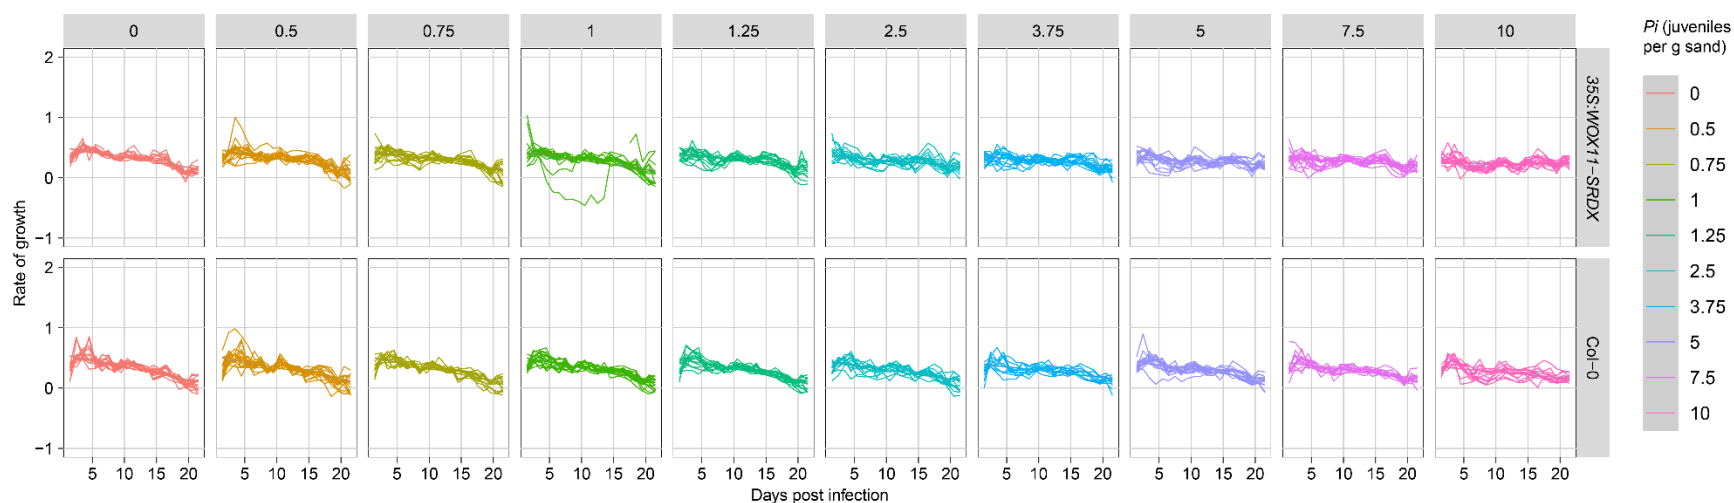 0 0.5 0.75 1 1.25 2.5 3.75 5 7.5 10
Pi (juveniles
per g sand)
2
1
0
−1
35S:WOX11−SRDX
2
1
0
−1
Col−0
Rate of growth
5 10 15 20 5 10 15 20 5 10 15 20 5 10 15 20 5 10 15 20 5 10 15 20 5 10 15 20 5 10 15 20 5 10 15 20 5 10 15 20
Days post infection
0
0.5
0.75
1
1.25
2.5
3.75
5
7.5
10